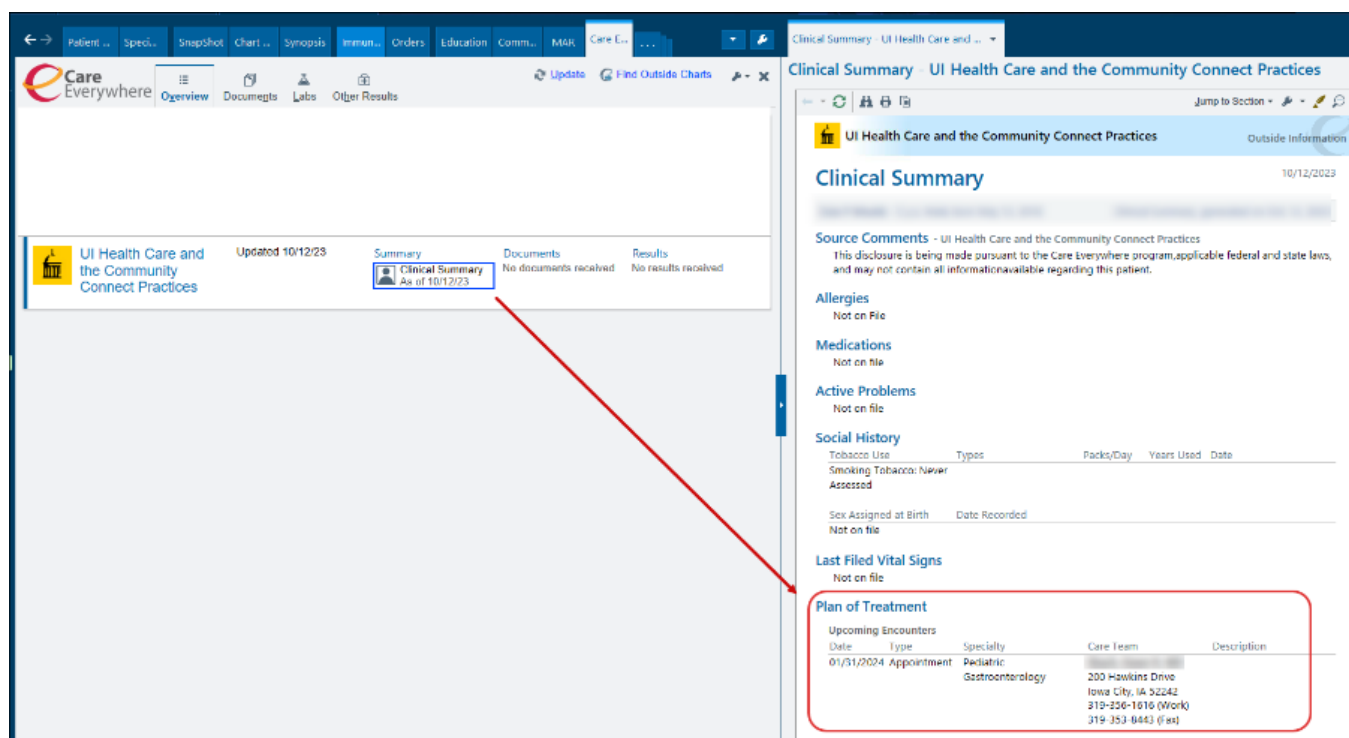 Patient ..
Speci..
SnapShot
Chart ..
Synopsis
Immun..
Orders
Education
Comm..
MAR
Care E..
...
Care
Everywhere
Overview
Documents
Labs
Other Results
Update
Find Outside Charts
UI Health Care and
the Community
Connect Practices
Updated 10/12/23
Summary
Clinical Summary
As of 10/12/23
Documents
No documents received
Results
No results received
Clinical Summary - UI Health Care and ...
Clinical Summary - UI Health Care and the Community Connect Practices
Jump to Section
UI Health Care and the Community Connect Practices
Outside Information
Clinical Summary
10/12/2023
Source Comments - UI Health Care and the Community Connect Practices
This disclosure is being made pursuant to the Care Everywhere program,applicable federal and state laws,
and may not contain all informationavailable regarding this patient.
Allergies
Not on File
Medications
Not on file
Active Problems
Not on file
Social History
Tobacco Use Types Packs/Day Years Used Date
Smoking Tobacco: Never
Assessed
Sex Assigned at Birth Date Recorded
Not on file
Last Filed Vital Signs
Not on file
Plan of Treatment
Upcoming Encounters
Date Type Specialty Care Team Description
01/31/2024 Appointment Pediatric
Gastroenterology
200 Hawkins Drive
Iowa City, IA 52242
319-356-1616 (Work)
319-353-8443 (Fax)